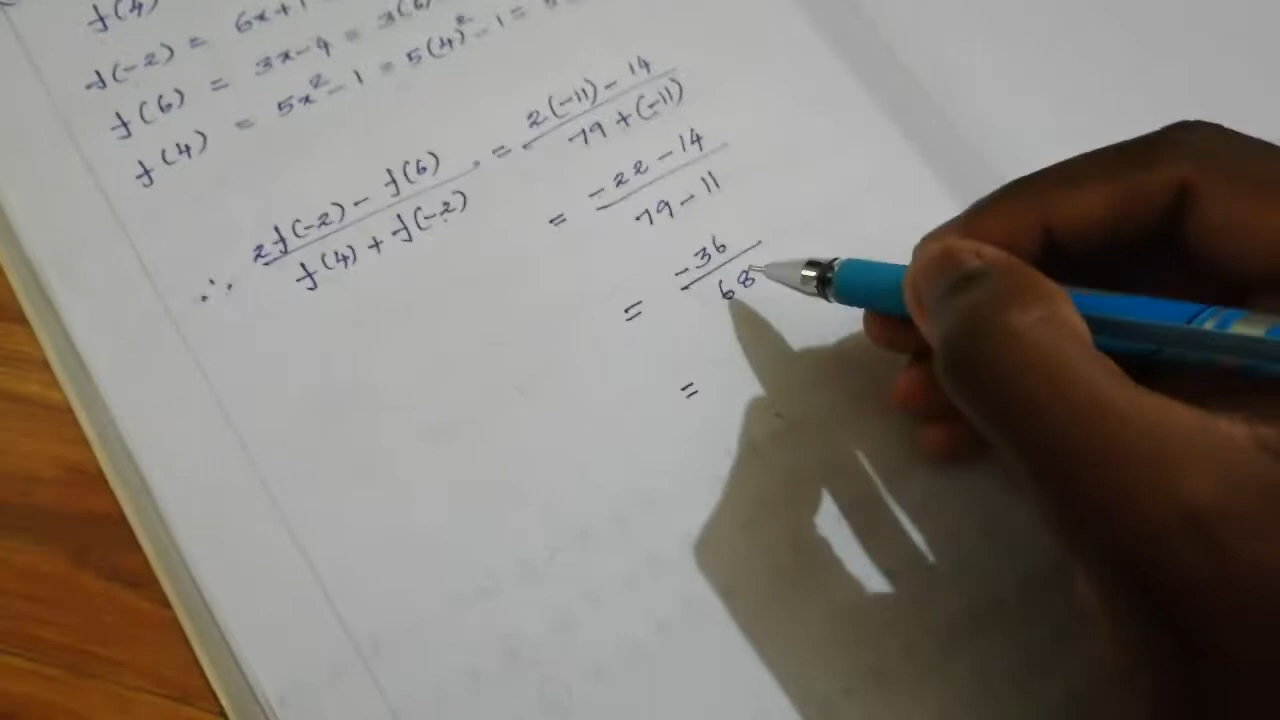 f(4)
f(-2) = 6x+1
f(6) = 3x-4 = 3(6)
f(4) = 5x²-1 = 5(4)²-1 =
∴ 2f(-2) - f(6) / f(4) + f(-2) = 2(-11) - 14 / 79 + (-11)
= -22 - 14 / 79 - 11
= -36 / 68
=